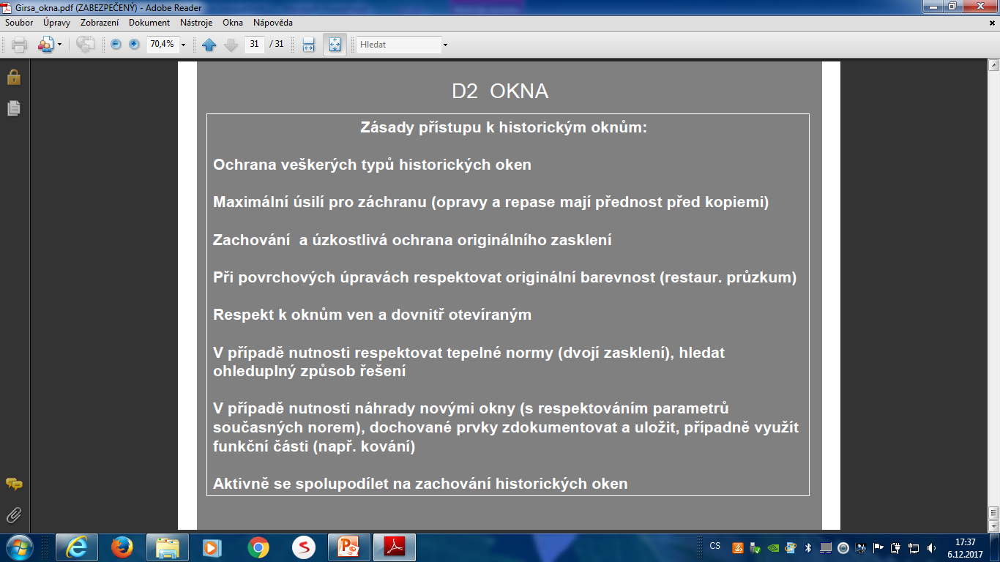 Girsa_okna.pdf (ZABEZPEČENÝ) - Adobe Reader
Soubor Úpravy Zobrazení Dokument Nástroje Okna Nápověda
70,4% 31 / 31 Hledat
D2 OKNA
Zásady přístupu k historickým oknům:
Ochrana veškerých typů historických oken
Maximální úsilí pro záchranu (opravy a repase mají přednost před kopiemi)
Zachování a úzkostlivá ochrana originálního zasklení
Při povrchových úpravách respektovat originální barevnost (restaur. průzkum)
Respekt k oknům ven a dovnitř otevíraným
V případě nutnosti respektovat tepelné normy (dvojí zasklení), hledat
ohleduplný způsob řešení
V případě nutnosti náhrady novými okny (s respektováním parametrů
současných norem), dochované prvky zdokumentovat a uložit, případně využít
funkční části (např. kování)
Aktivně se spolupodílet na zachování historických oken
CS
17:37
6.12.2017